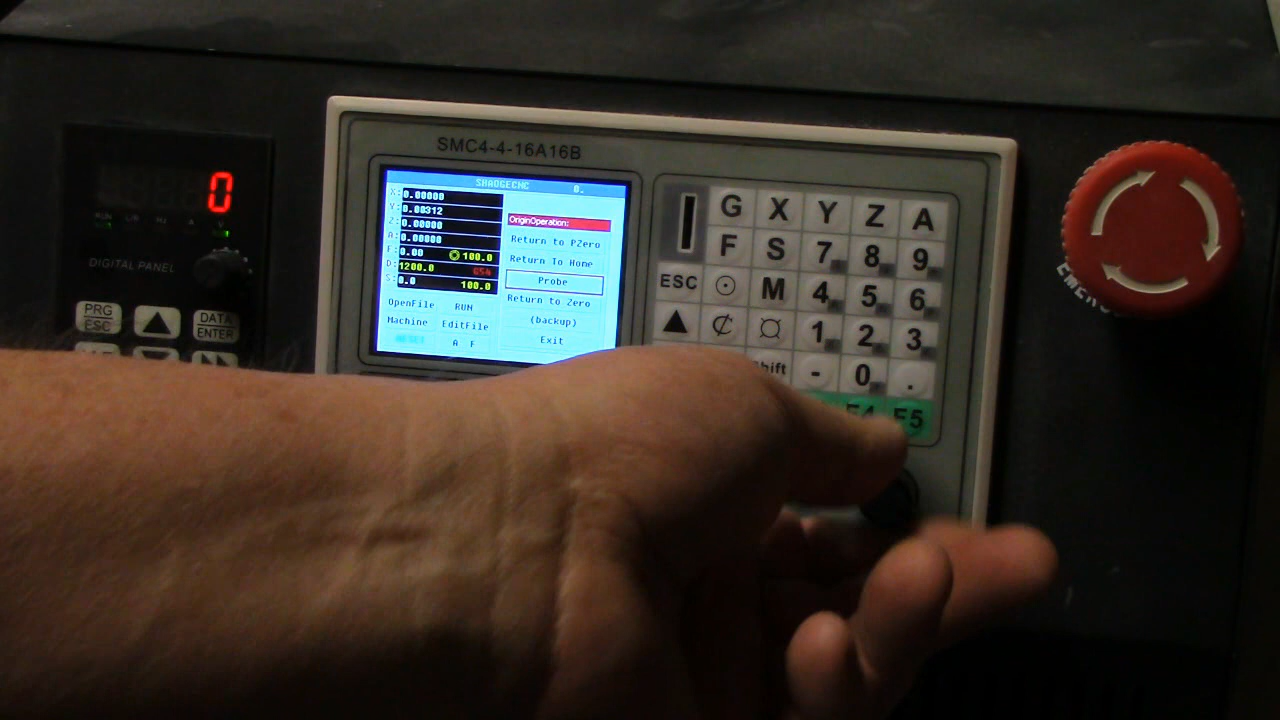 SMC4-4-16A16B
SHAOGECNC 0.
X: 0.00000
Y: 0.00312
Z: 0.00000
A: 0.00000
F: 0.00 100.0
D: 1200.0 G54
S: 0.0 100.0
OriginOperation:
Return to PZero
Return To Home
Probe
Return to Zero
(backup)
Exit
OpenFile RUN
Machine EditFile
RESET A F
0
RUN
Hz A V
DIGITAL PANEL
PRG
ESC
DATA
ENTER
G X Y Z A
F S 7 8 9
ESC M 4 5 6
1 2 3
- 0 .
F4 F5